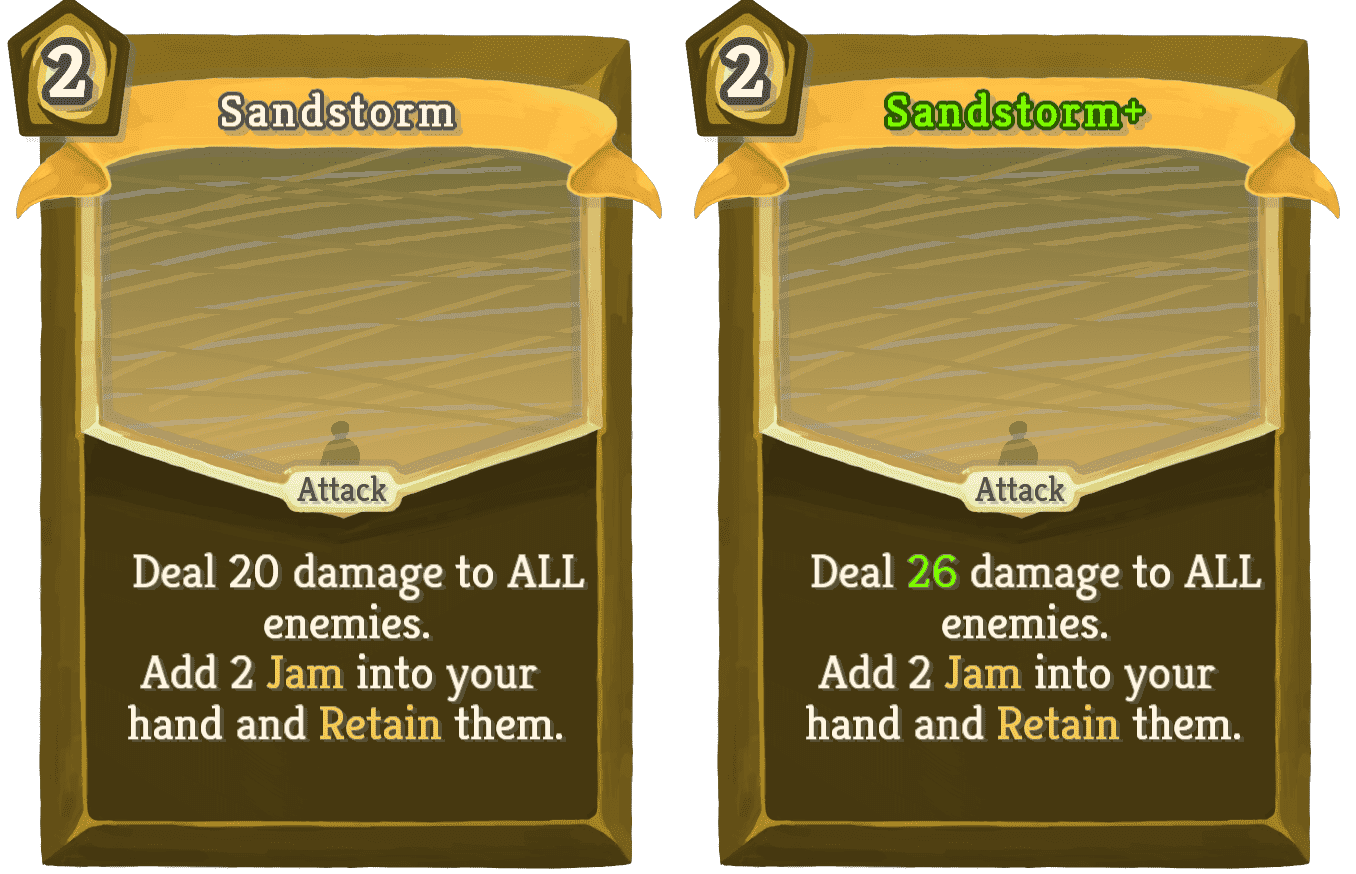 2
Sandstorm
Attack
Deal 20 damage to ALL
enemies.
Add 2 Jam into your
hand and Retain them.
2
Sandstorm+
Attack
Deal 26 damage to ALL
enemies.
Add 2 Jam into your
hand and Retain them.